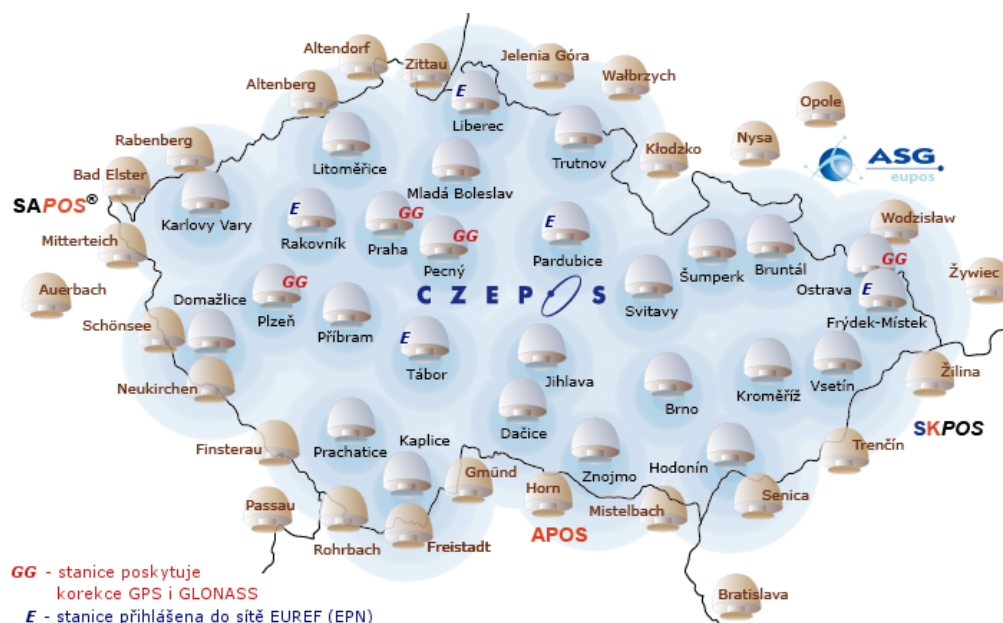 Altendorf
Zittau
Jelenia Góra
Altenberg
Wałbrzych
E
Liberec
Opole
Rabenberg
Litoměřice
Trutnov
Nysa
Kłodzko
ASG
eupos
Bad Elster
Mladá Boleslav
SAPOS®
Karlovy Vary
E
Rakovník
GG
Praha
GG
Pecný
E
Pardubice
Wodzisław
Mitterteich
Šumperk
Bruntál
GG
Ostrava
Żywiec
Auerbach
Domažlice
GG
Plzeň
CZEPOS
Svitavy
E
Frýdek-Místek
Schönsee
Příbram
E
Tábor
Jihlava
Vsetín
Žilina
Neukirchen
Brno
Kroměříž
SKPOS
Finsterau
Prachatice
Kaplice
Dačice
Trenčín
Gmünd
Znojmo
Hodonín
Passau
Horn
Senica
Mistelbach
Rohrbach
Freistadt
APOS
GG - stanice poskytuje
korekce GPS i GLONASS
E - stanice přihlášena do sítě EUREF (EPN)
Bratislava